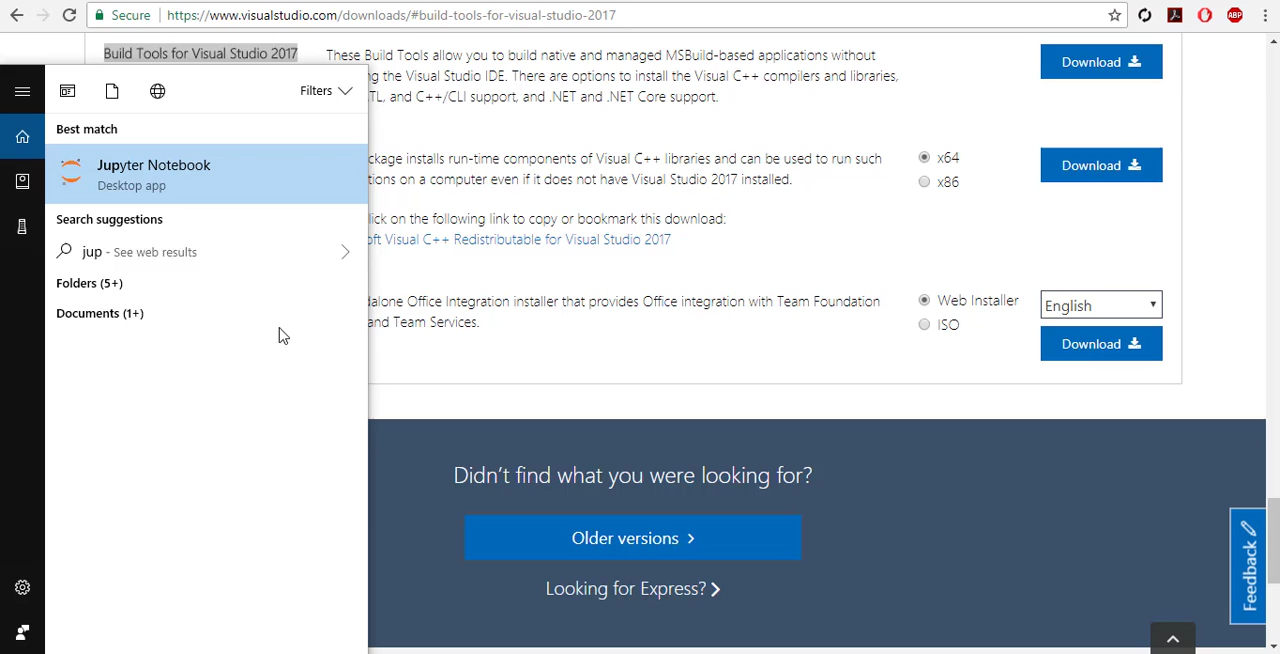 Secure
https://www.visualstudio.com/downloads/#build-tools-for-visual-studio-2017
ABP
Build Tools for Visual Studio 2017
These Build Tools allow you to build native and managed MSBuild-based applications without
ing the Visual Studio IDE. There are options to install the Visual C++ compilers and libraries,
TL, and C++/CLI support, and .NET and .NET Core support.
Download
Filters
Best match
Jupyter Notebook
Desktop app
Search suggestions
jup - See web results
Folders (5+)
Documents (1+)
ckage installs run-time components of Visual C++ libraries and can be used to run such
tions on a computer even if it does not have Visual Studio 2017 installed.
x64
x86
Download
lick on the following link to copy or bookmark this download:
oft Visual C++ Redistributable for Visual Studio 2017
dalone Office Integration installer that provides Office integration with Team Foundation
and Team Services.
Web Installer
ISO
English
Download
Didn't find what you were looking for?
Older versions
Looking for Express?
Feedback